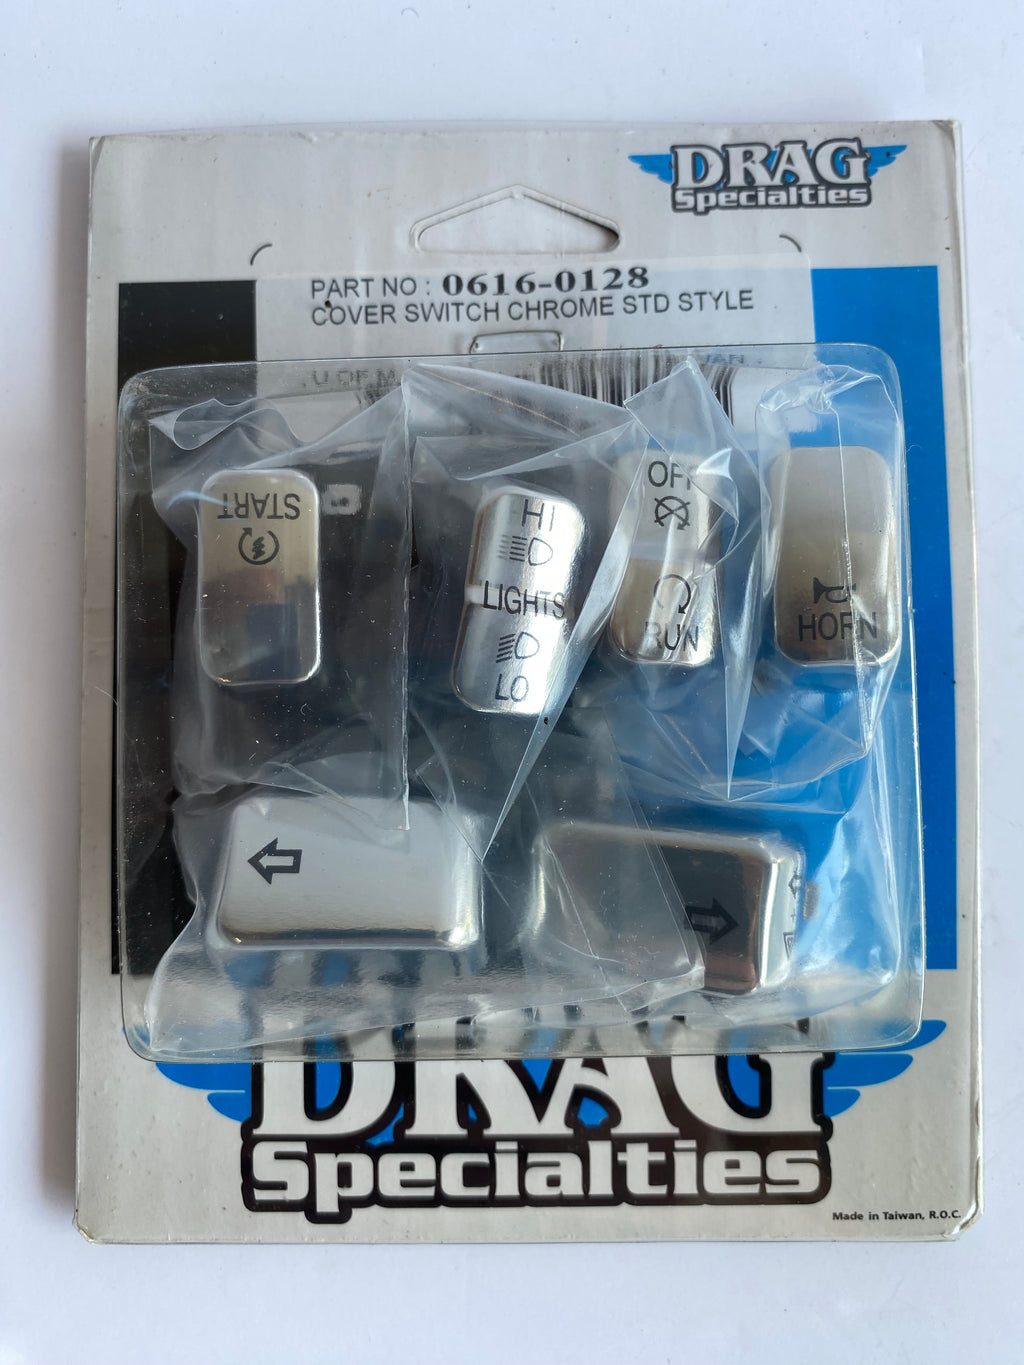 DRAG
Specialties
PART NO : 0616-0128
COVER SWITCH CHROME STD STYLE
U OF M
START
HI
LIGHTS
LO
OFF
RUN
HORN
DRAG
Specialties
Made in Taiwan, R.O.C.